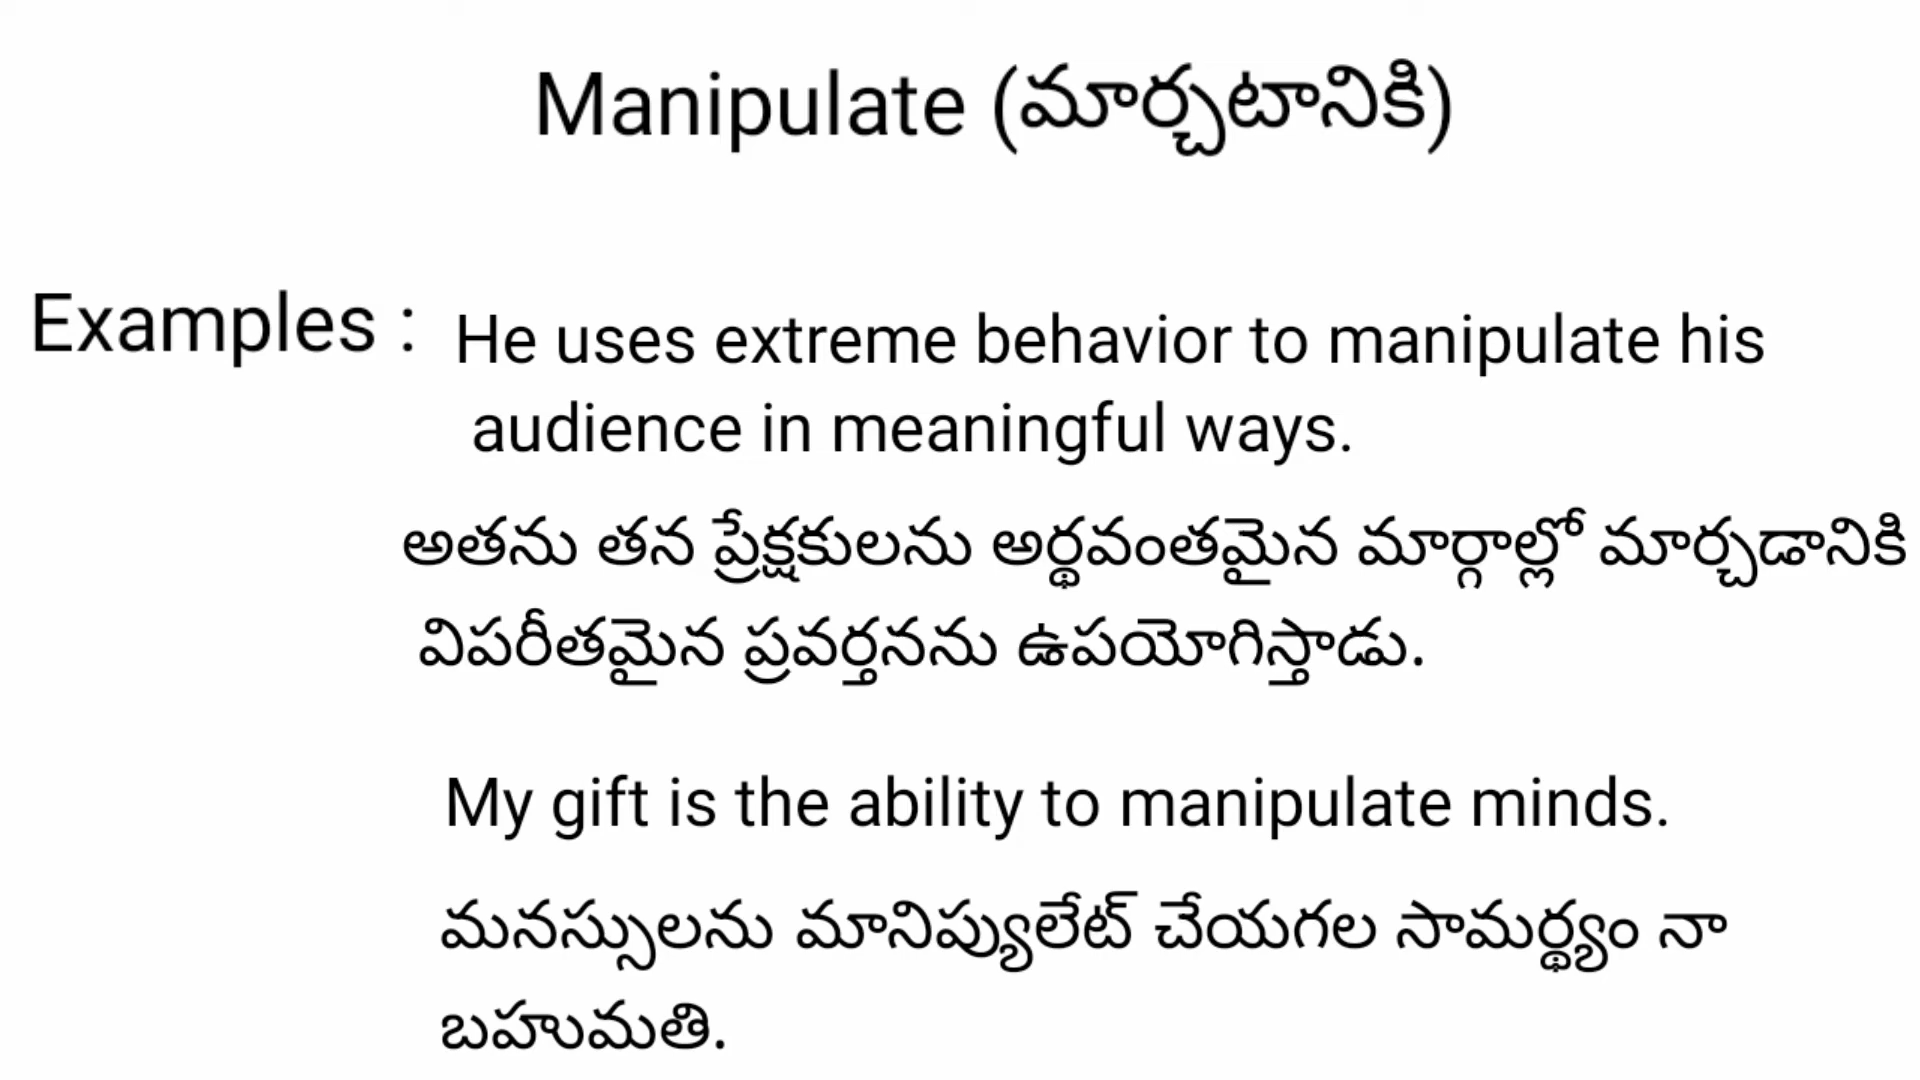 Manipulate (మార్చటానికి)
Examples : He uses extreme behavior to manipulate his
audience in meaningful ways.
అతను తన ప్రేక్షకులను అర్థవంతమైన మార్గాల్లో మార్చడానికి
విపరీతమైన ప్రవర్తనను ఉపయోగిస్తాడు.
My gift is the ability to manipulate minds.
మనస్సులను మానిప్యులేట్ చేయగల సామర్థ్యం నా
బహుమతి.